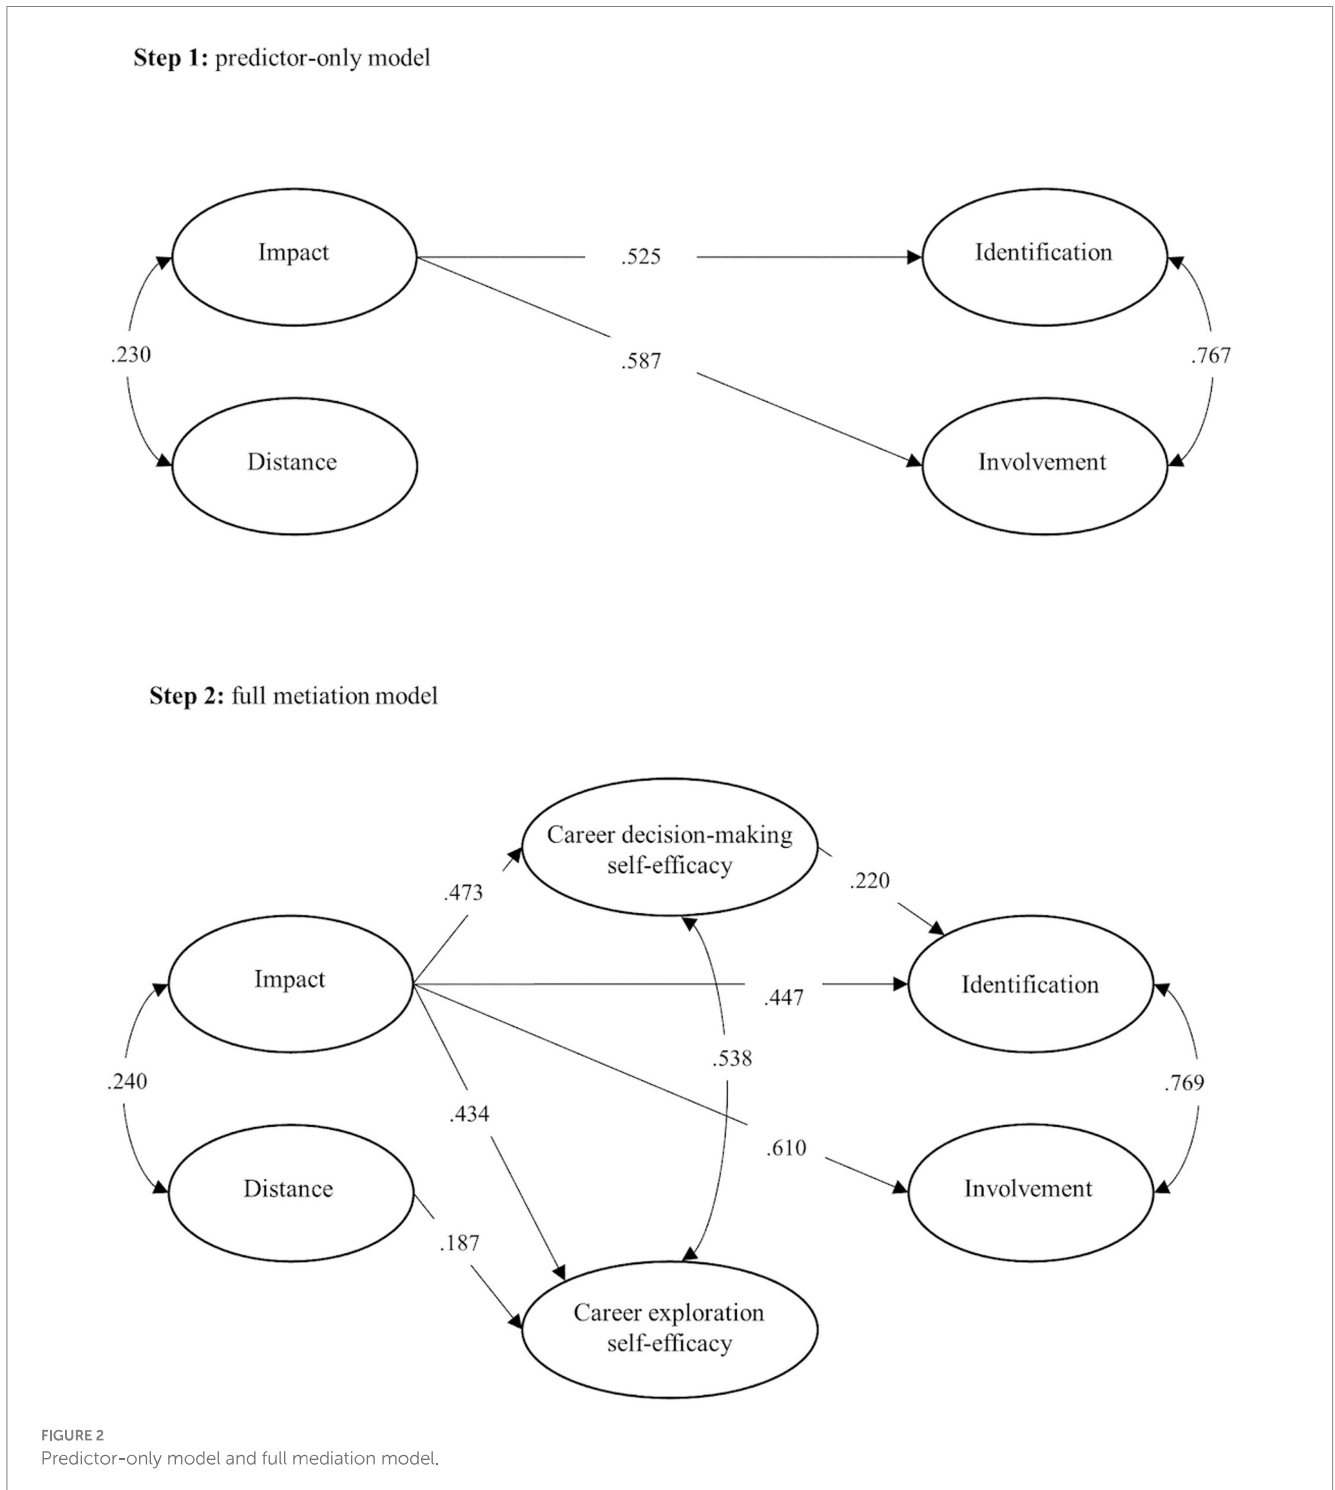 Step 1: predictor-only model
Impact
.525
Identification
.230
.587
.767
Distance
Involvement
Step 2: full metiation model
Career decision-making
self-efficacy
.473
.220
Impact
.447
Identification
.538
.240
.769
.434
.610
Distance
Involvement
.187
Career exploration
self-efficacy
FIGURE 2
Predictor-only model and full mediation model.